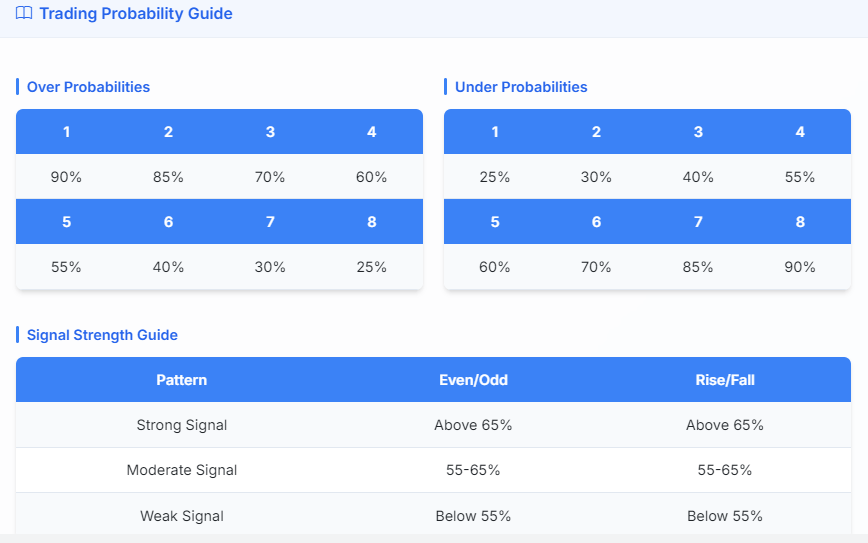 Trading Probability Guide
Over Probabilities
1 2 3 4
90% 85% 70% 60%
5 6 7 8
55% 40% 30% 25%
Under Probabilities
1 2 3 4
25% 30% 40% 55%
5 6 7 8
60% 70% 85% 90%
Signal Strength Guide
Pattern Even/Odd Rise/Fall
Strong Signal Above 65% Above 65%
Moderate Signal 55-65% 55-65%
Weak Signal Below 55% Below 55%